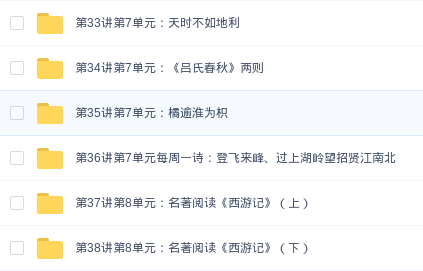 第33讲第7单元：天时不如地利
第34讲第7单元：《吕氏春秋》两则
第35讲第7单元：橘逾淮为枳
第36讲第7单元每周一诗：登飞来峰、过上湖岭望招贤江南北
第37讲第8单元：名著阅读《西游记》（上）
第38讲第8单元：名著阅读《西游记》（下）